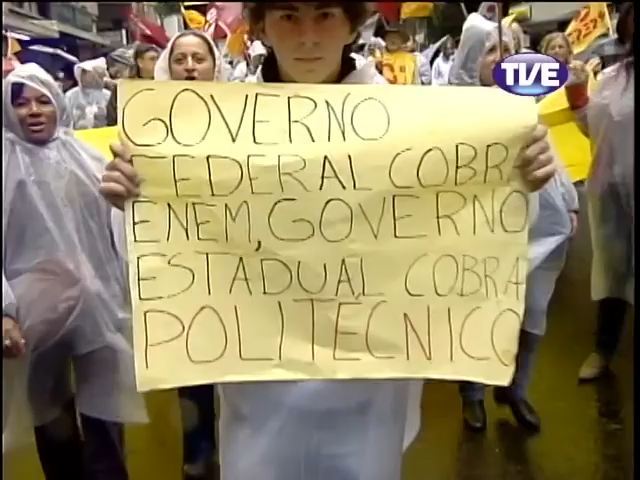 TVE
GOVERNO
FEDERAL COBRA
ENEM, GOVERNO
ESTADUAL COBRA
POLITECNICO